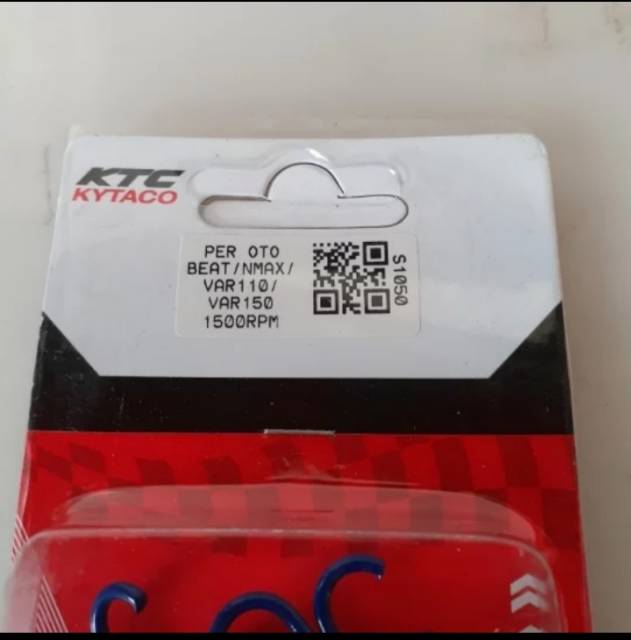 KTC
KYTACO
PER OTO
BEAT/NMAX/
VAR110/
VAR150
1500RPM
S1050